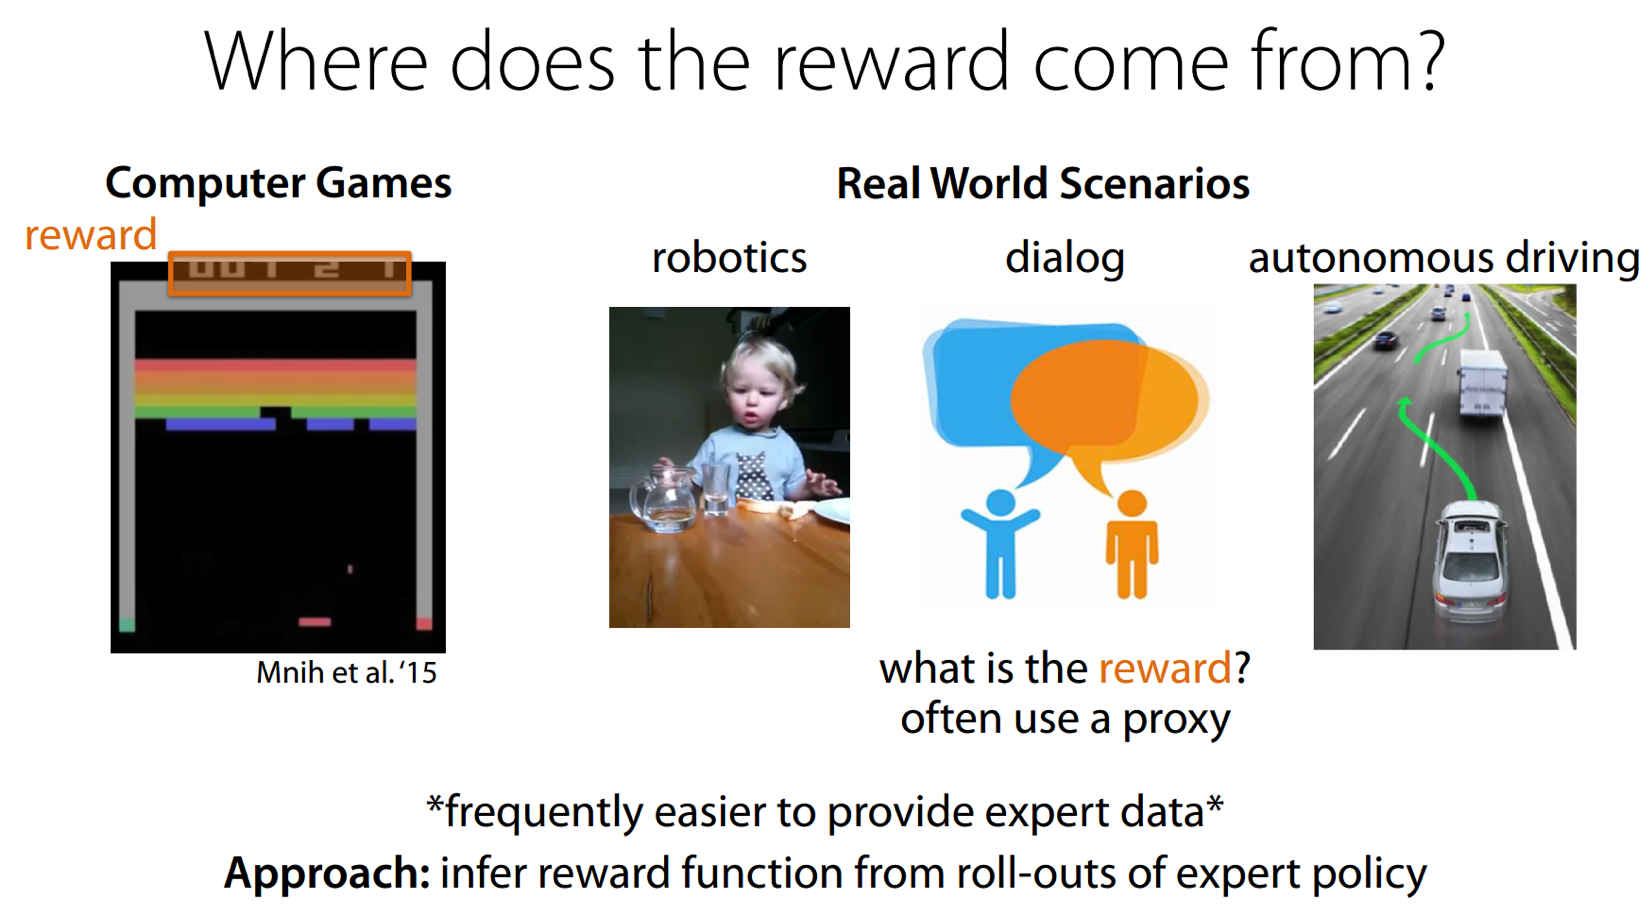 Where does the reward come from?
Computer Games
Real World Scenarios
reward
robotics
dialog
autonomous driving
Mnih et al. ‘15
what is the reward?
often use a proxy
*frequently easier to provide expert data*
Approach: infer reward function from roll-outs of expert policy